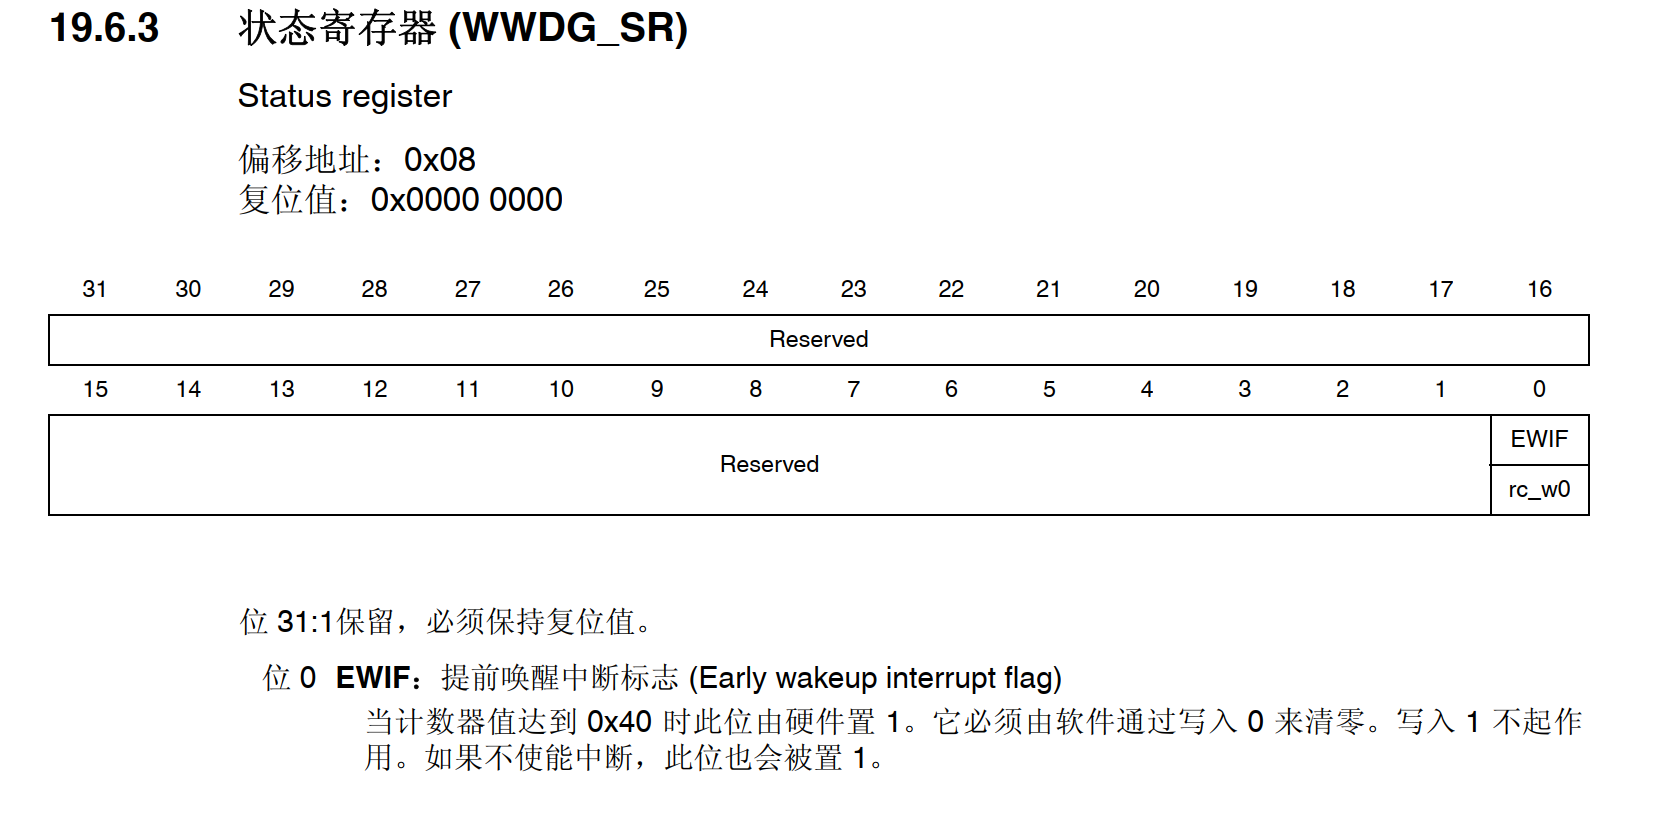 19.6.3 状态寄存器 (WWDG_SR)
Status register
偏移地址：0x08
复位值：0x0000 0000
31 30 29 28 27 26 25 24 23 22 21 20 19 18 17 16
Reserved
15 14 13 12 11 10 9 8 7 6 5 4 3 2 1 0
Reserved
EWIF
rc_w0
位 31:1保留，必须保持复位值。
位 0 EWIF：提前唤醒中断标志 (Early wakeup interrupt flag)
当计数器值达到 0x40 时此位由硬件置 1。它必须由软件通过写入 0 来清零。写入 1 不起作
用。如果不使能中断，此位也会被置 1。